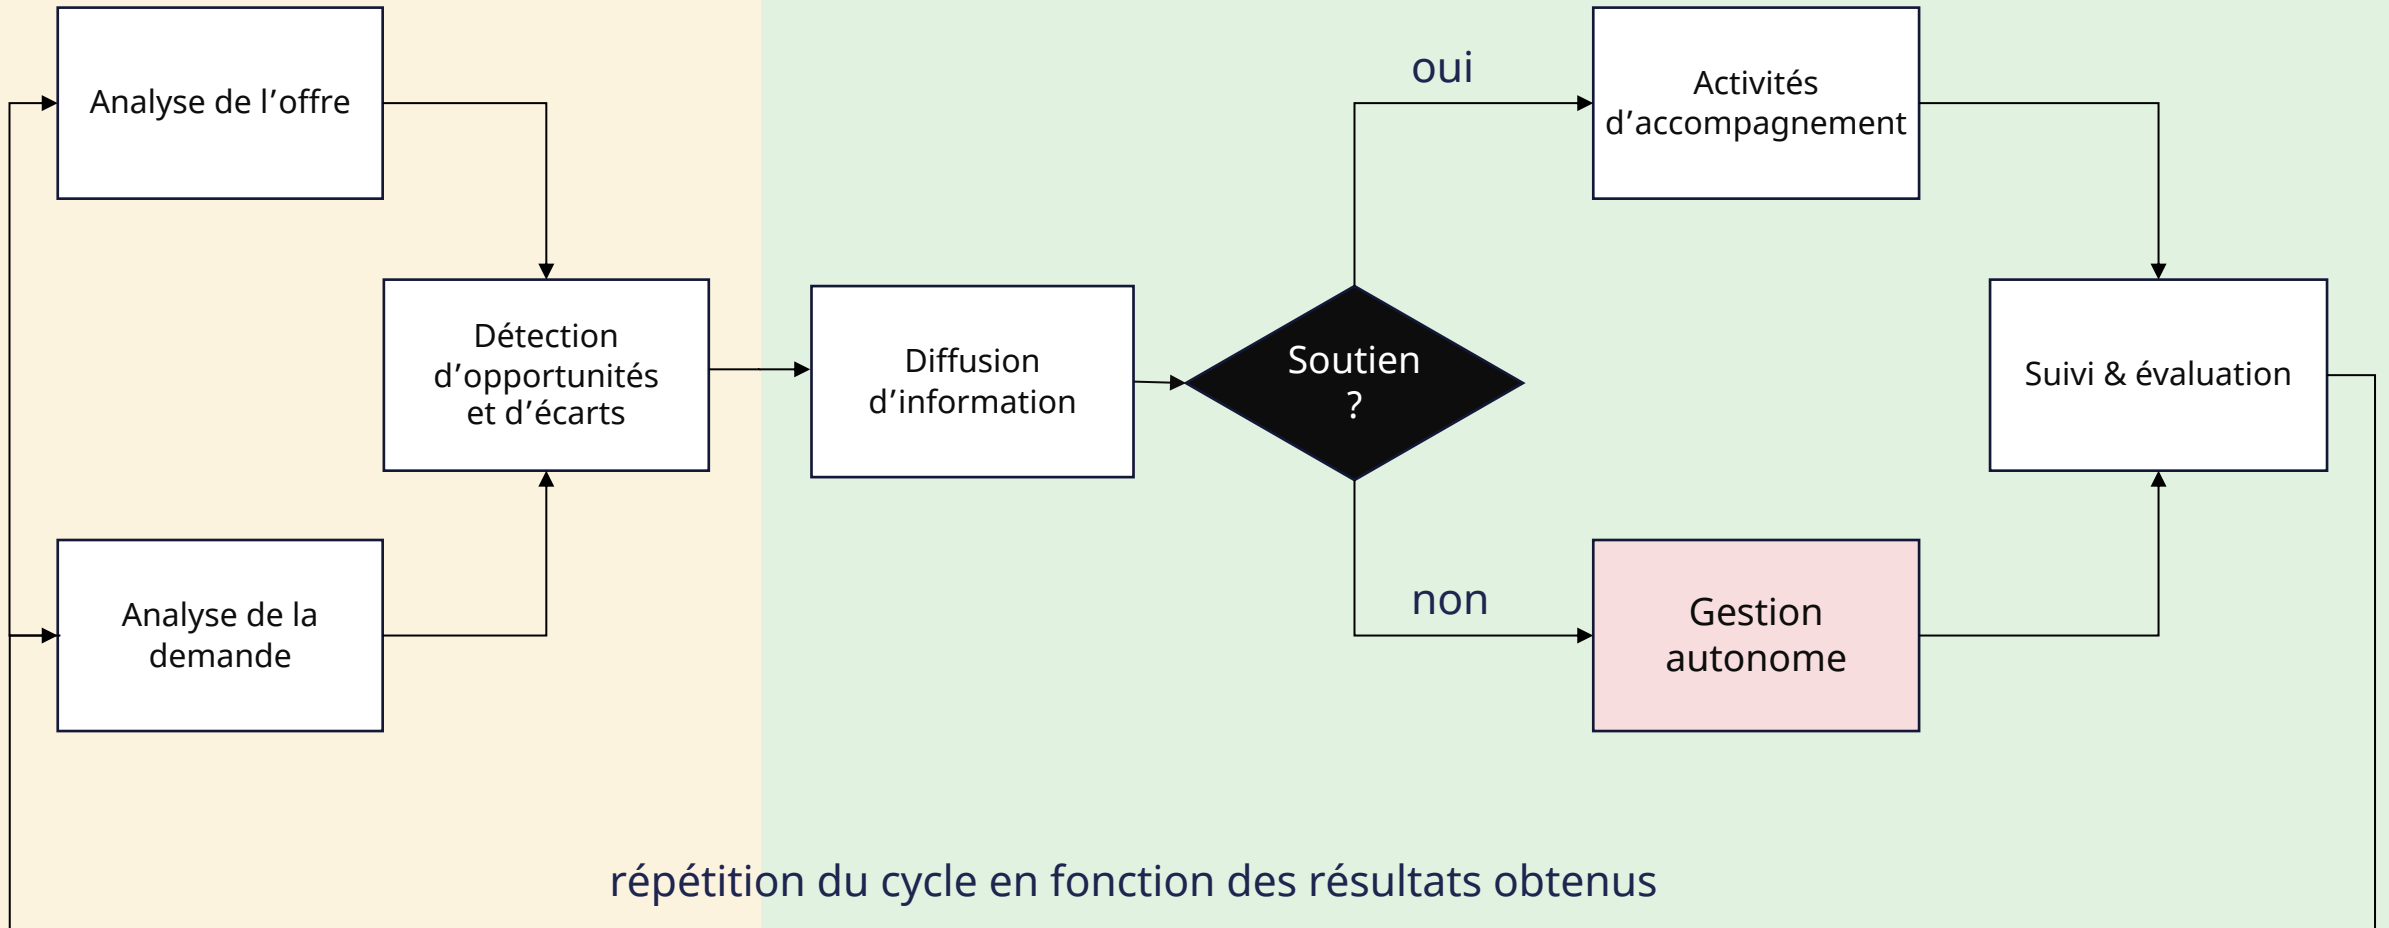 Analyse de l’offre
Détection
d’opportunités
et d’écarts
Analyse de la
demande
Diffusion
d’information
Soutien
?
oui
Activités
d’accompagnement
non
Gestion
autonome
Suivi & évaluation
répétition du cycle en fonction des résultats obtenus